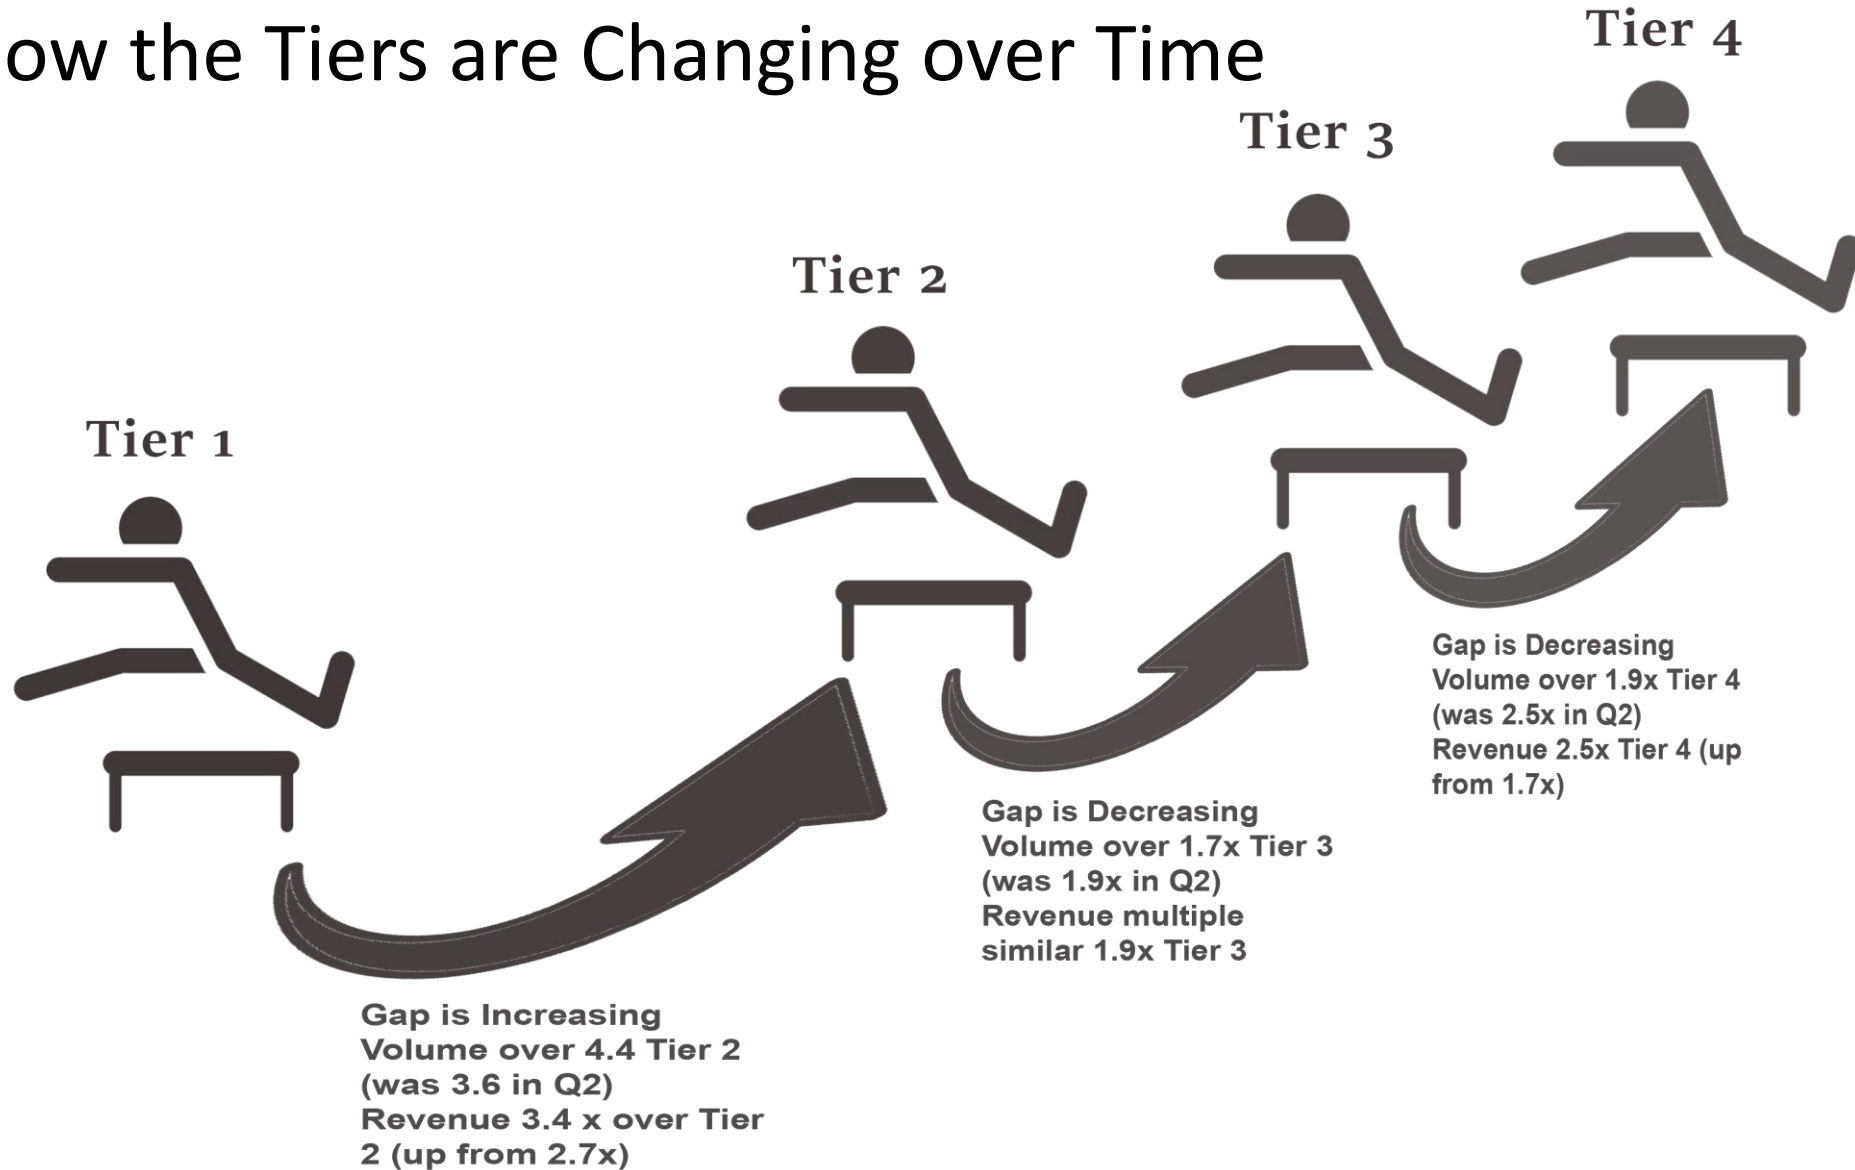 ow the Tiers are Changing over Time
Tier 4
Tier 3
Tier 2
Tier 1
Gap is Decreasing
Volume over 1.9x Tier 4
(was 2.5x in Q2)
Revenue 2.5x Tier 4 (up
from 1.7x)
Gap is Decreasing
Volume over 1.7x Tier 3
(was 1.9x in Q2)
Revenue multiple
similar 1.9x Tier 3
Gap is Increasing
Volume over 4.4 Tier 2
(was 3.6 in Q2)
Revenue 3.4 x over Tier
2 (up from 2.7x)